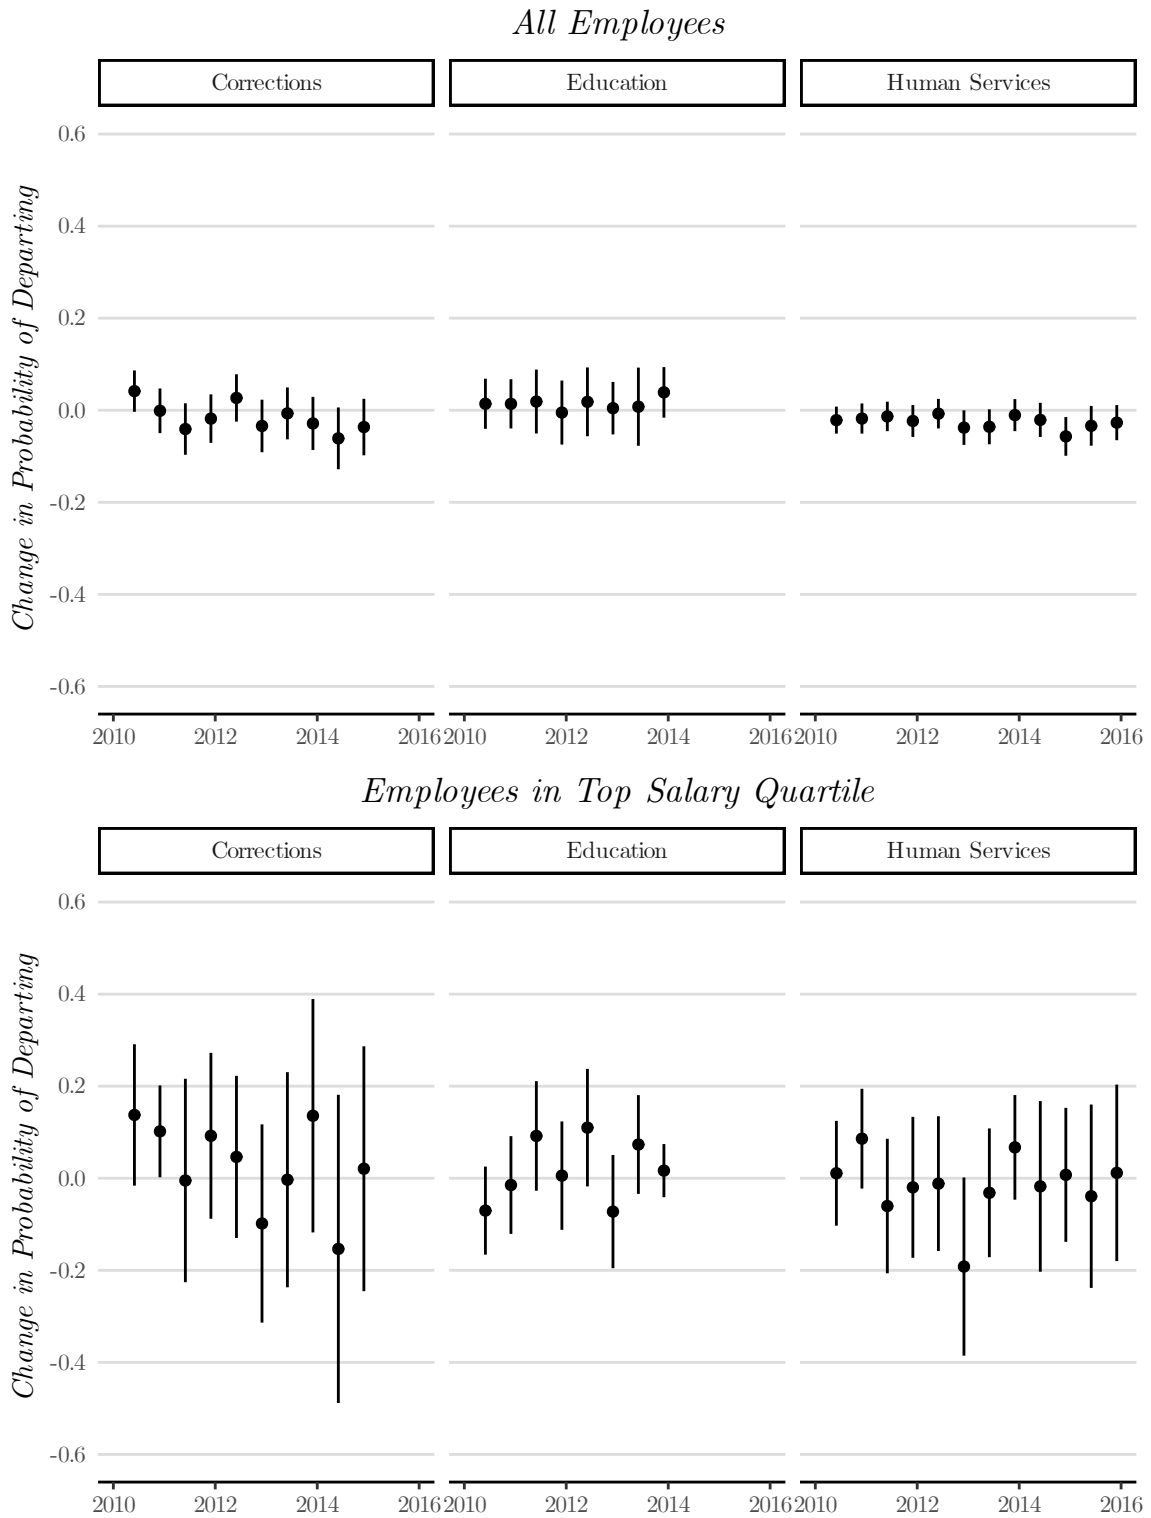 All Employees
Corrections Education Human Services
Change in Probability of Departing
0.6
0.4
0.2
0.0
-0.2
-0.4
-0.6
2010 2012 2014 2016 2010 2012 2014 2016 2010 2012 2014 2016
Employees in Top Salary Quartile
Corrections Education Human Services
Change in Probability of Departing
0.6
0.4
0.2
0.0
-0.2
-0.4
-0.6
2010 2012 2014 2016 2010 2012 2014 2016 2010 2012 2014 2016